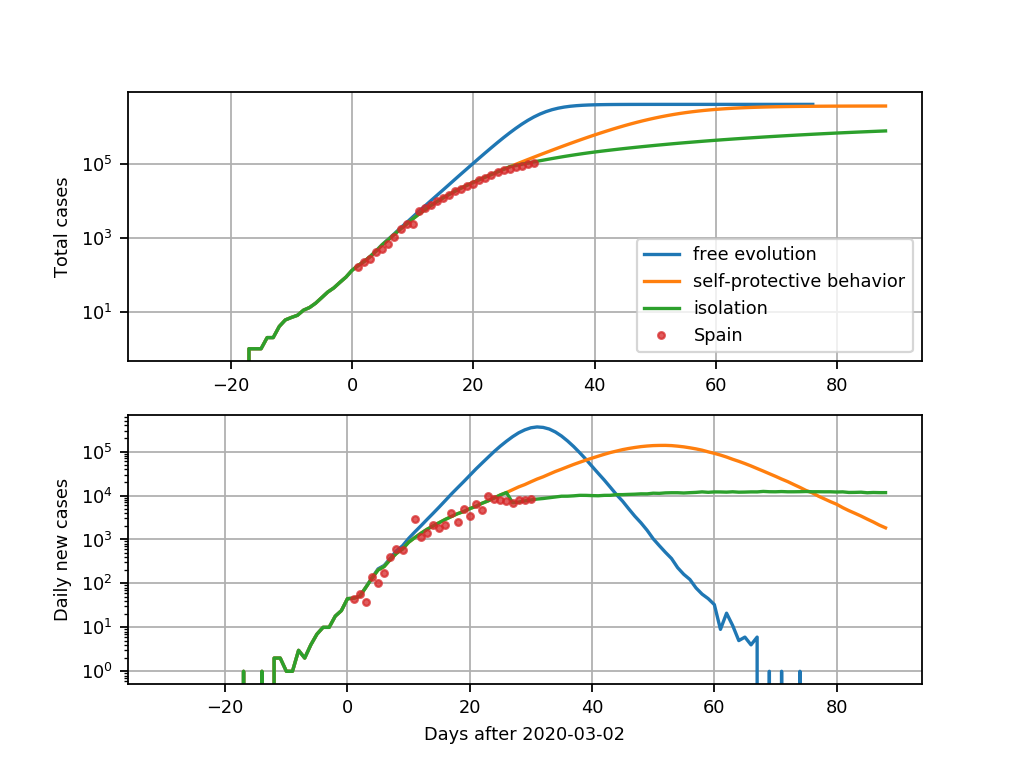 Total cases
10^5
10^3
10^1
−20 0 20 40 60 80
free evolution
self-protective behavior
isolation
Spain
Daily new cases
10^5
10^4
10^3
10^2
10^1
10^0
−20 0 20 40 60 80
Days after 2020-03-02